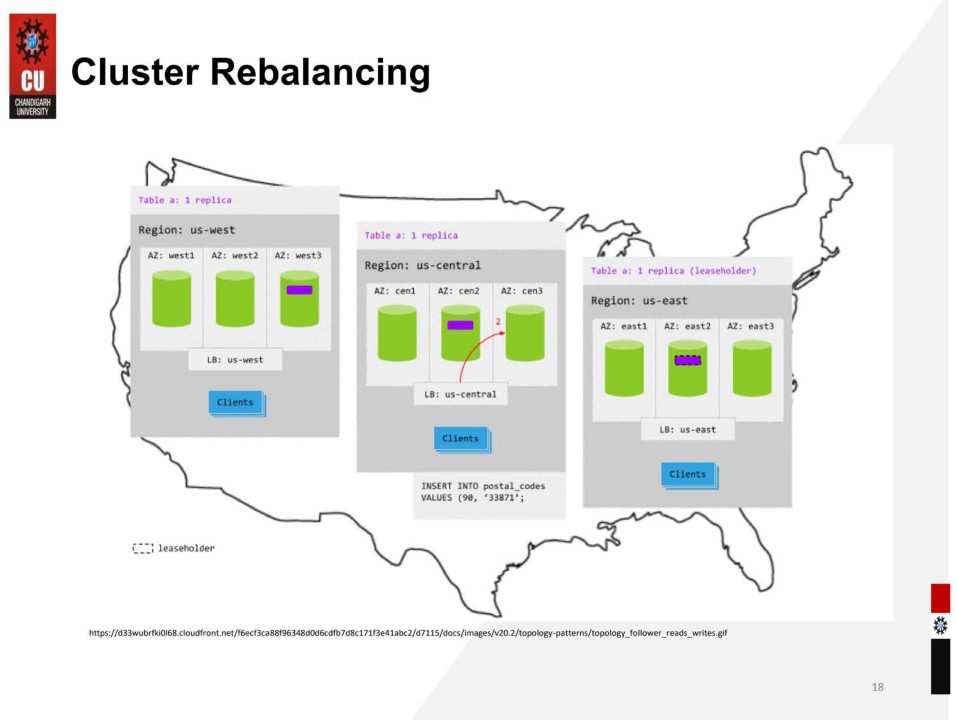 CU
CHANDIGARH
UNIVERSITY
Cluster Rebalancing
Table a: 1 replica
Region: us-west
AZ: west1 AZ: west2 AZ: west3
LB: us-west
Clients
Table a: 1 replica
Region: us-central
AZ: cen1 AZ: cen2 AZ: cen3
2
LB: us-central
Clients
INSERT INTO postal_codes
VALUES (90, ‘33871’;
Table a: 1 replica (leaseholder)
Region: us-east
AZ: east1 AZ: east2 AZ: east3
LB: us-east
Clients
leaseholder
https://d33wubrfki0l68.cloudfront.net/f6ecf3ca88f96348d0d6cdfb7d8c171f3e41abc2/d7115/docs/images/v20.2/topology-patterns/topology_follower_reads_writes.gif
18